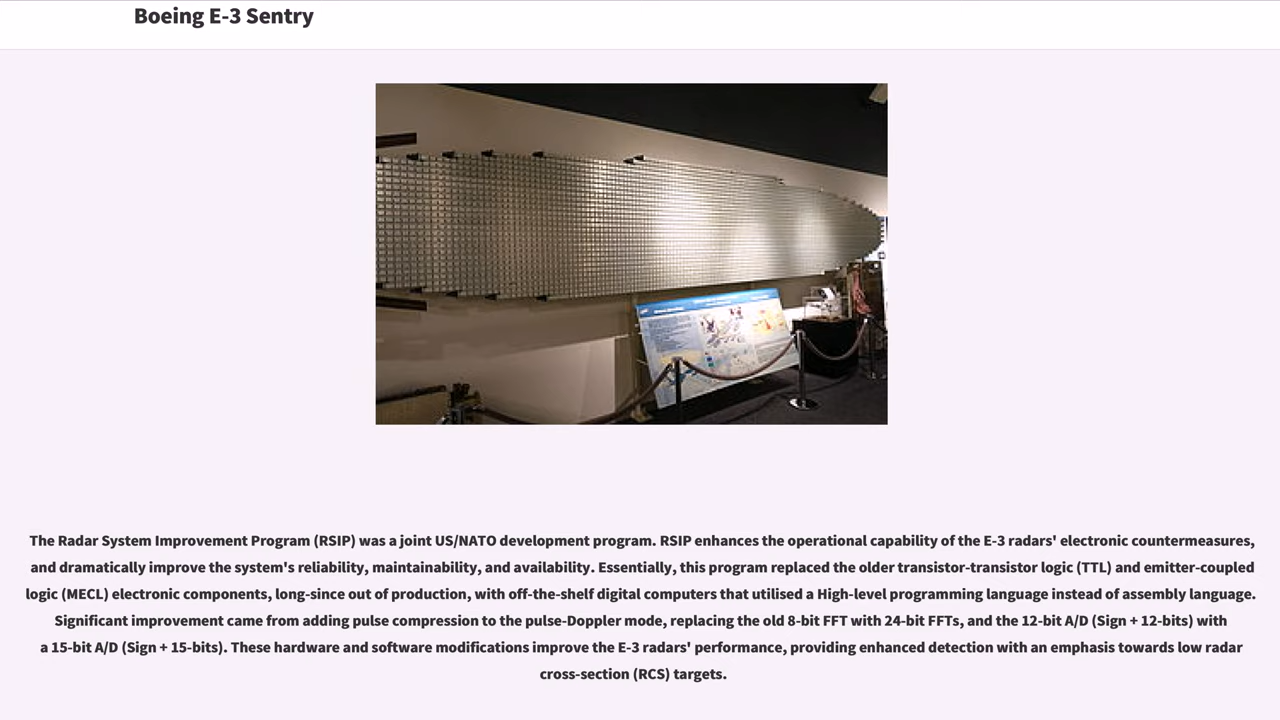 Boeing E-3 Sentry
The Radar System Improvement Program (RSIP) was a joint US/NATO development program. RSIP enhances the operational capability of the E-3 radars' electronic countermeasures,
and dramatically improve the system's reliability, maintainability, and availability. Essentially, this program replaced the older transistor-transistor logic (TTL) and emitter-coupled
logic (MECL) electronic components, long-since out of production, with off-the-shelf digital computers that utilised a High-level programming language instead of assembly language.
Significant improvement came from adding pulse compression to the pulse-Doppler mode, replacing the old 8-bit FFT with 24-bit FFTs, and the 12-bit A/D (Sign + 12-bits) with
a 15-bit A/D (Sign + 15-bits). These hardware and software modifications improve the E-3 radars' performance, providing enhanced detection with an emphasis towards low radar
cross-section (RCS) targets.